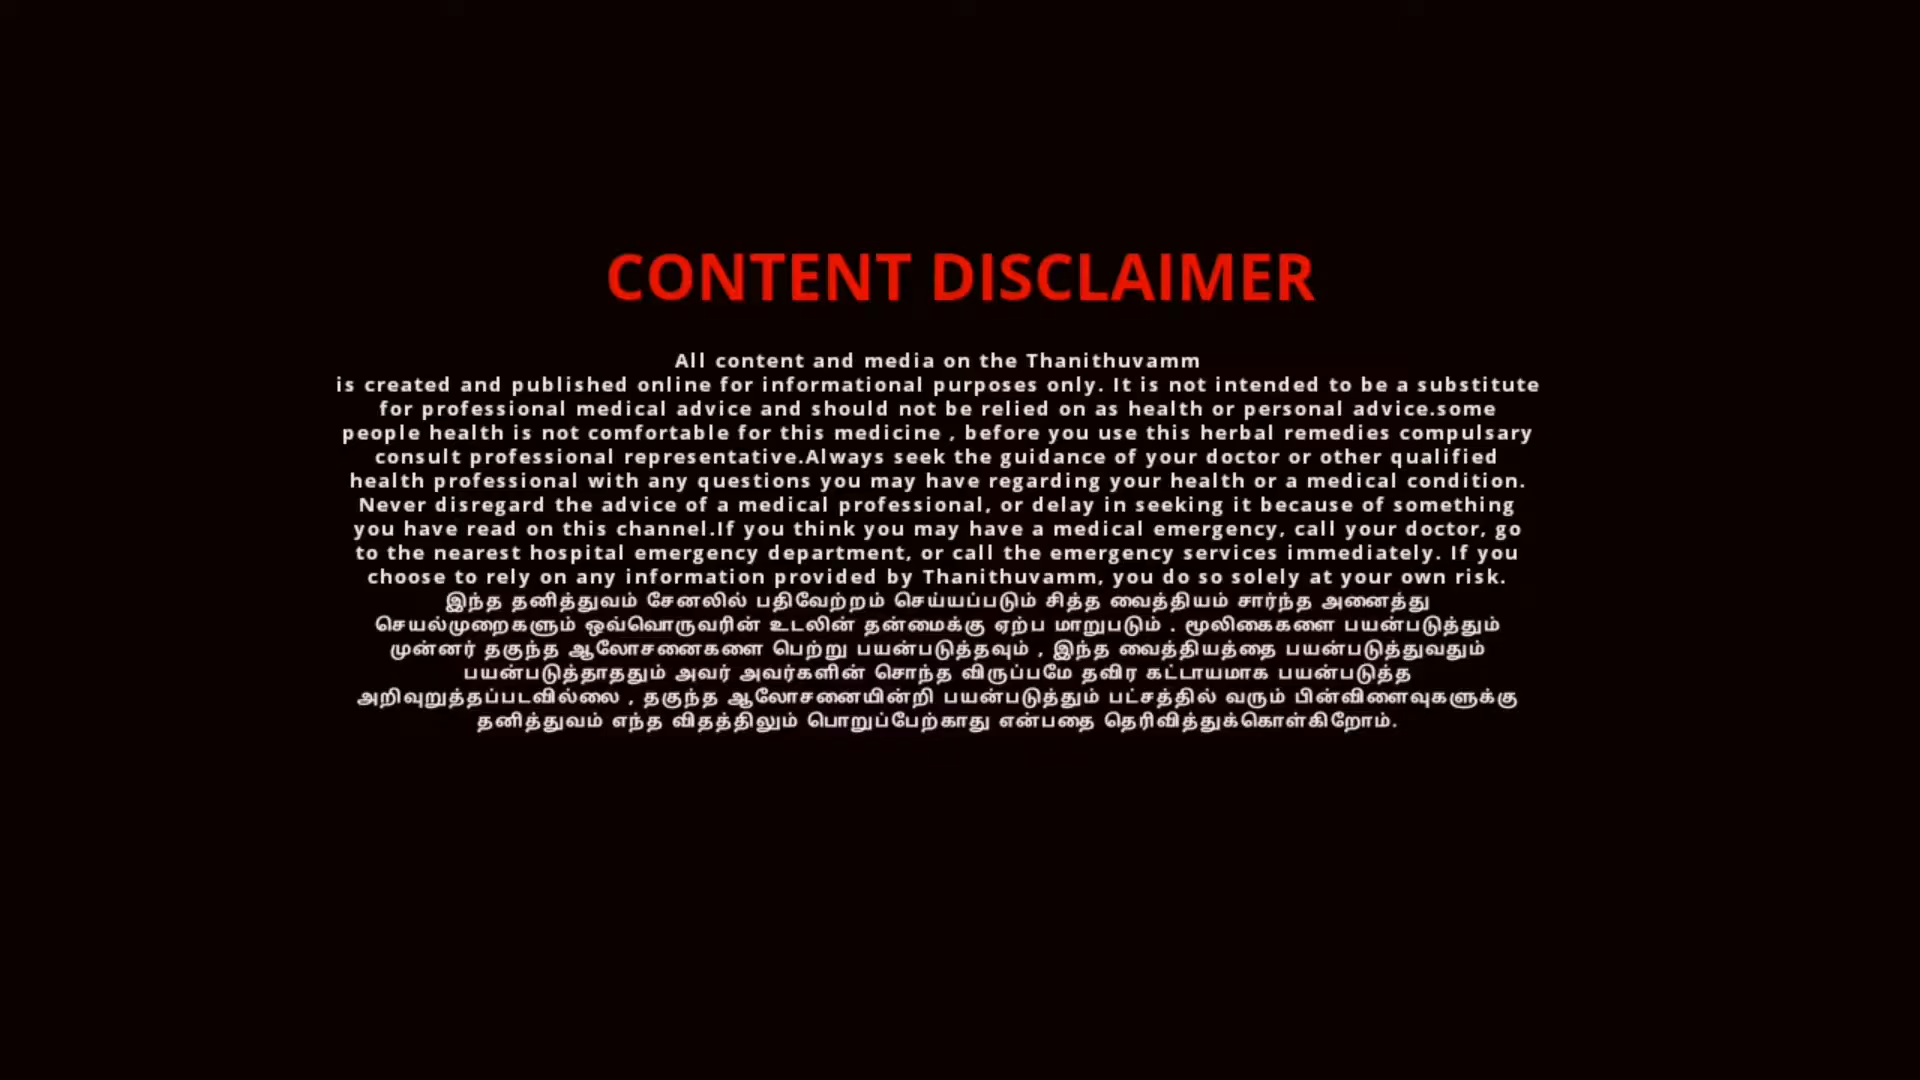 CONTENT DISCLAIMER
All content and media on the Thanithuvamm
is created and published online for informational purposes only. It is not intended to be a substitute
for professional medical advice and should not be relied on as health or personal advice.some
people health is not comfortable for this medicine , before you use this herbal remedies compulsary
consult professional representative.Always seek the guidance of your doctor or other qualified
health professional with any questions you may have regarding your health or a medical condition.
Never disregard the advice of a medical professional, or delay in seeking it because of something
you have read on this channel.If you think you may have a medical emergency, call your doctor, go
to the nearest hospital emergency department, or call the emergency services immediately. If you
choose to rely on any information provided by Thanithuvamm, you do so solely at your own risk.
இந்த தனித்துவம் சேனலில் பதிவேற்றம் செய்யப்படும் சித்த வைத்தியம் சார்ந்த அனைத்து
செயல்முறைகளும் ஒவ்வொருவரின் உடலின் தன்மைக்கு ஏற்ப மாறுபடும் . மூலிகைகளை பயன்படுத்தும்
முன்னர் தகுந்த ஆலோசனைகளை பெற்று பயன்படுத்தவும் , இந்த வைத்தியத்தை பயன்படுத்துவதும்
பயன்படுத்தாததும் அவர் அவர்களின் சொந்த விருப்பமே தவிர கட்டாயமாக பயன்படுத்த
அறிவுறுத்தப்படவில்லை , தகுந்த ஆலோசனையின்றி பயன்படுத்தும் பட்சத்தில் வரும் பின்விளைவுகளுக்கு
தனித்துவம் எந்த விதத்திலும் பொறுப்பேற்காது என்பதை தெரிவித்துக்கொள்கிறோம்.